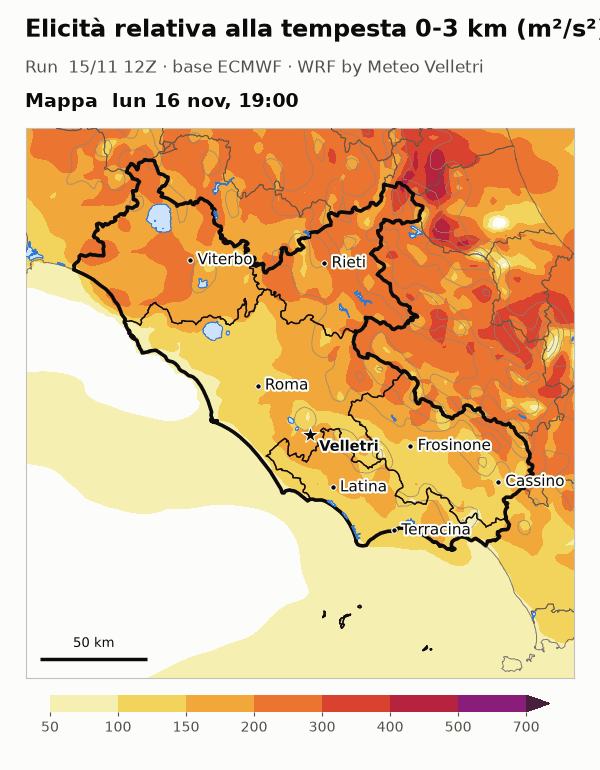 Elicità relativa alla tempesta 0-3 km (m²/s²)
Run  15/11 12Z · base ECMWF · WRF by Meteo Velletri
Mappa  lun 16 nov, 19:00
Viterbo
Rieti
Roma
Velletri
Frosinone
Cassino
Latina
Terracina
50 km
50 100 150 200 300 400 500 700